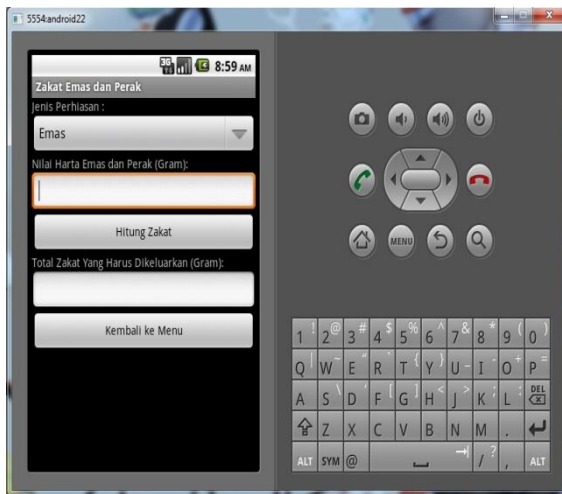 5554:android22
3G 8:59 AM
Zakat Emas dan Perak
Jenis Perhiasan :
Emas
Nilai Harta Emas dan Perak (Gram):
Hitung Zakat
Total Zakat Yang Harus Dikeluarkan (Gram):
Kembali ke Menu
MENU
1 ! 2 @ 3 # 4 $ 5 % 6 ^ 7 & 8 * 9 ( 0 )
Q | W ~ E " R ` T { Y } U - I - O + P =
A S \ D ' F [ G ] H < J > K ; L : DEL
Z X C V B N M .
ALT SYM @ / ? , ALT